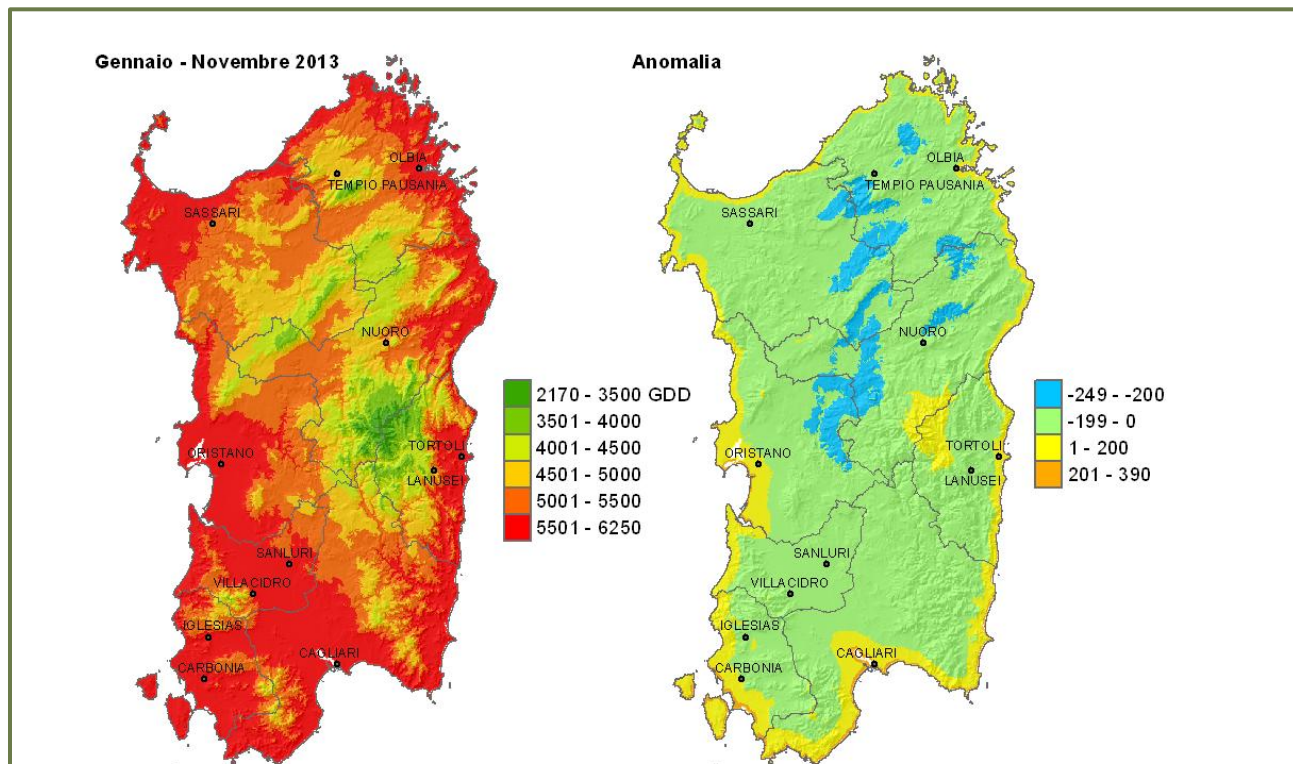 Gennaio - Novembre 2013
OLBIA
TEMPIO PAUSANIA
SASSARI
NUORO
ORISTANO
TORTOLI
LANUSEI
SANLURI
VILLACIDRO
IGLESIAS
CAGLIARI
CARBONIA
2170 - 3500 GDD
3501 - 4000
4001 - 4500
4501 - 5000
5001 - 5500
5501 - 6250
Anomalia
OLBIA
TEMPIO PAUSANIA
SASSARI
NUORO
ORISTANO
TORTOLI
LANUSEI
SANLURI
VILLACIDRO
IGLESIAS
CAGLIARI
CARBONIA
-249 - -200
-199 - 0
1 - 200
201 - 390